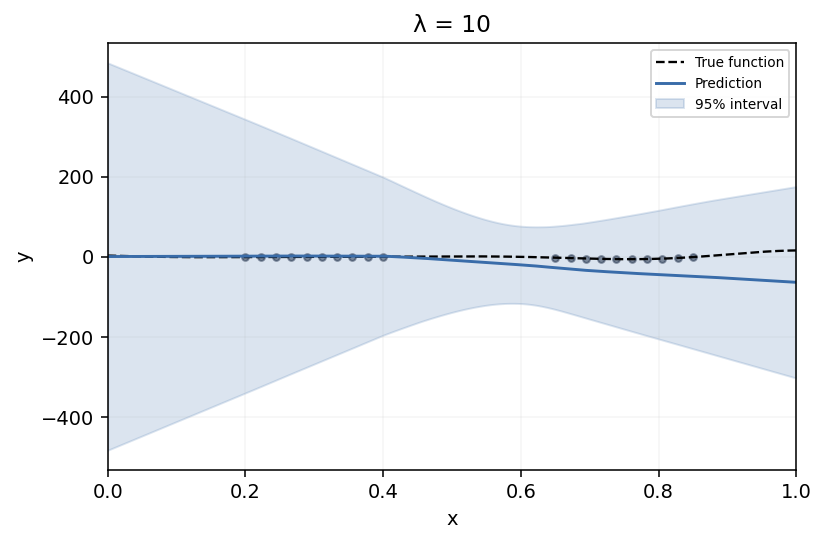 λ = 10
True function
Prediction
95% interval
y
400
200
0
−200
−400
0.0 0.2 0.4 0.6 0.8 1.0
x